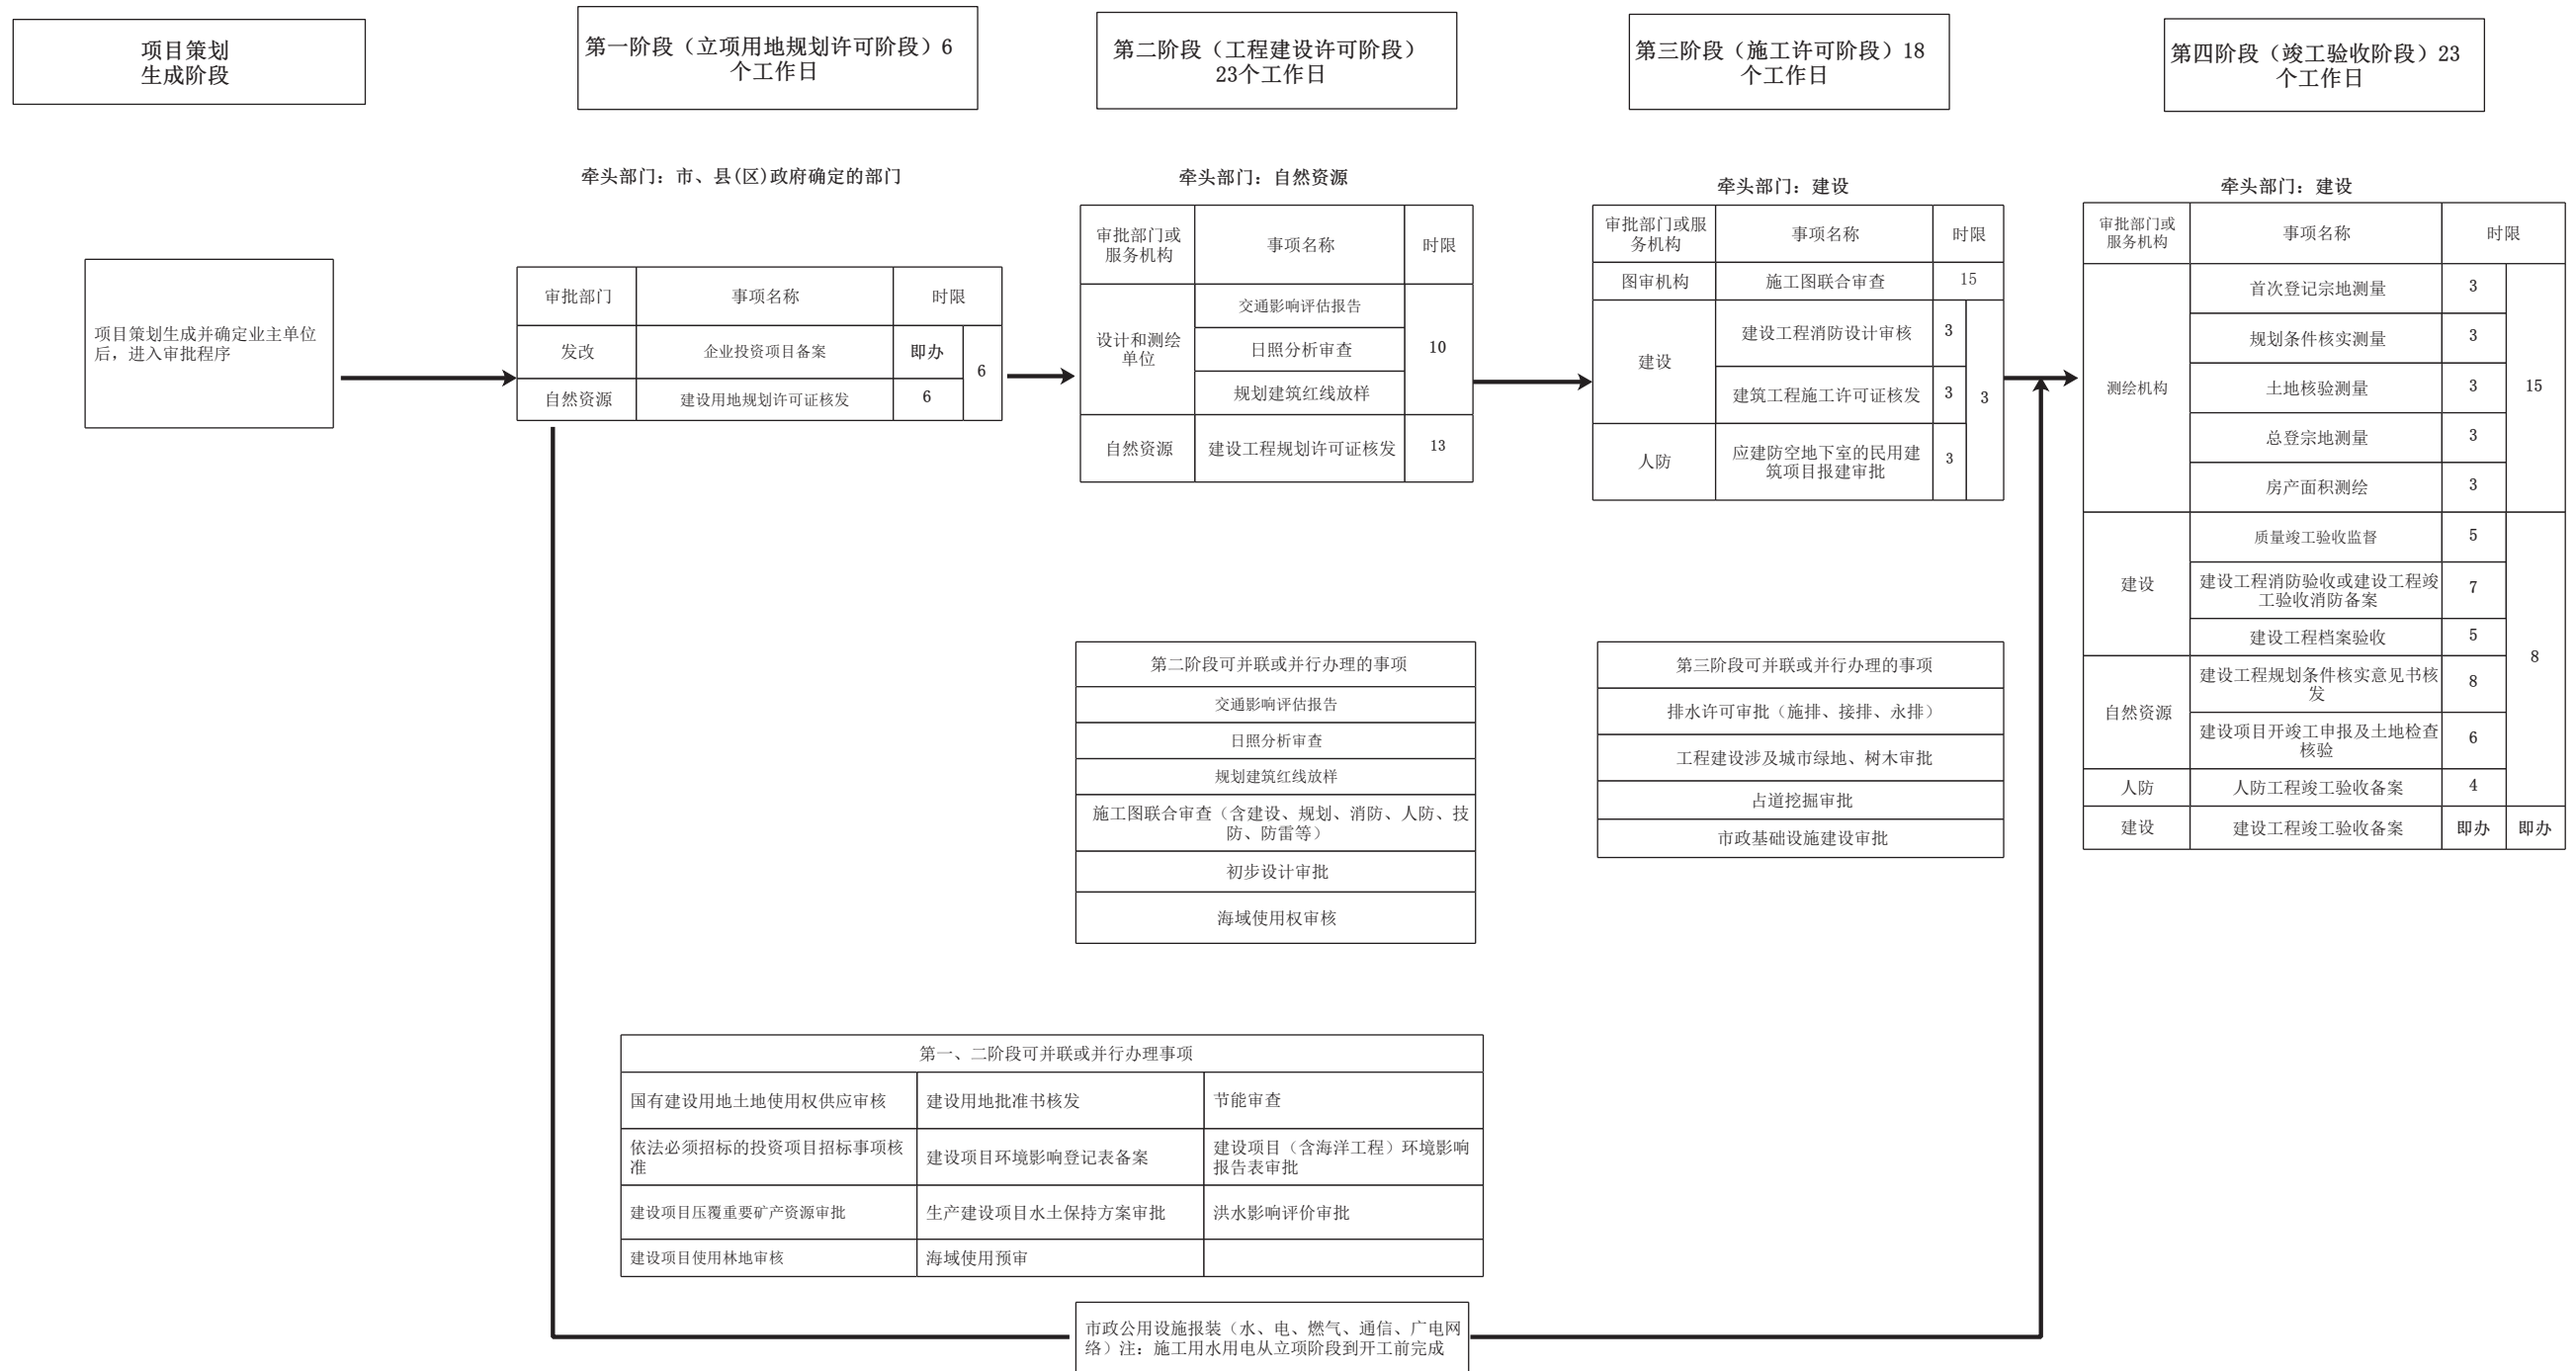 项目策划
生成阶段
第一阶段（立项用地规划许可阶段）6
个工作日
第二阶段（工程建设许可阶段）
23个工作日
第三阶段（施工许可阶段）18
个工作日
第四阶段（竣工验收阶段）23
个工作日
项目策划生成并确定业主单位
后，进入审批程序
牵头部门：市、县(区)政府确定的部门
审批部门 事项名称 时限
发改 企业投资项目备案 即办
6
自然资源 建设用地规划许可证核发 6
牵头部门：自然资源
审批部门或
服务机构
事项名称 时限
设计和测绘
单位
交通影响评估报告
日照分析审查
规划建筑红线放样
10
自然资源 建设工程规划许可证核发 13
牵头部门：建设
审批部门或服
务机构
事项名称 时限
图审机构 施工图联合审查 15
建设
建设工程消防设计审核 3
建筑工程施工许可证核发 3
3
人防
应建防空地下室的民用建
筑项目报建审批
3
牵头部门：建设
审批部门或
服务机构
事项名称 时限
测绘机构
首次登记宗地测量 3
规划条件核实测量 3
土地核验测量 3
总登宗地测量 3
房产面积测绘 3
15
建设
质量竣工验收监督 5
建设工程消防验收或建设工程竣
工验收消防备案
7
建设工程档案验收 5
8
自然资源
建设工程规划条件核实意见书核
发
8
建设项目开竣工申报及土地检查
核验
6
人防 人防工程竣工验收备案 4
建设 建设工程竣工验收备案 即办 即办
第二阶段可并联或并行办理的事项
交通影响评估报告
日照分析审查
规划建筑红线放样
施工图联合审查（含建设、规划、消防、人防、技
防、防雷等）
初步设计审批
海域使用权审核
第三阶段可并联或并行办理的事项
排水许可审批（施排、接排、永排）
工程建设涉及城市绿地、树木审批
占道挖掘审批
市政基础设施建设审批
第一、二阶段可并联或并行办理事项
国有建设用地土地使用权供应审核 建设用地批准书核发 节能审查
依法必须招标的投资项目招标事项核
准
建设项目环境影响登记表备案
建设项目（含海洋工程）环境影响
报告表审批
建设项目压覆重要矿产资源审批 生产建设项目水土保持方案审批 洪水影响评价审批
建设项目使用林地审核 海域使用预审
市政公用设施报装（水、电、燃气、通信、广电网
络）注：施工用水用电从立项阶段到开工前完成